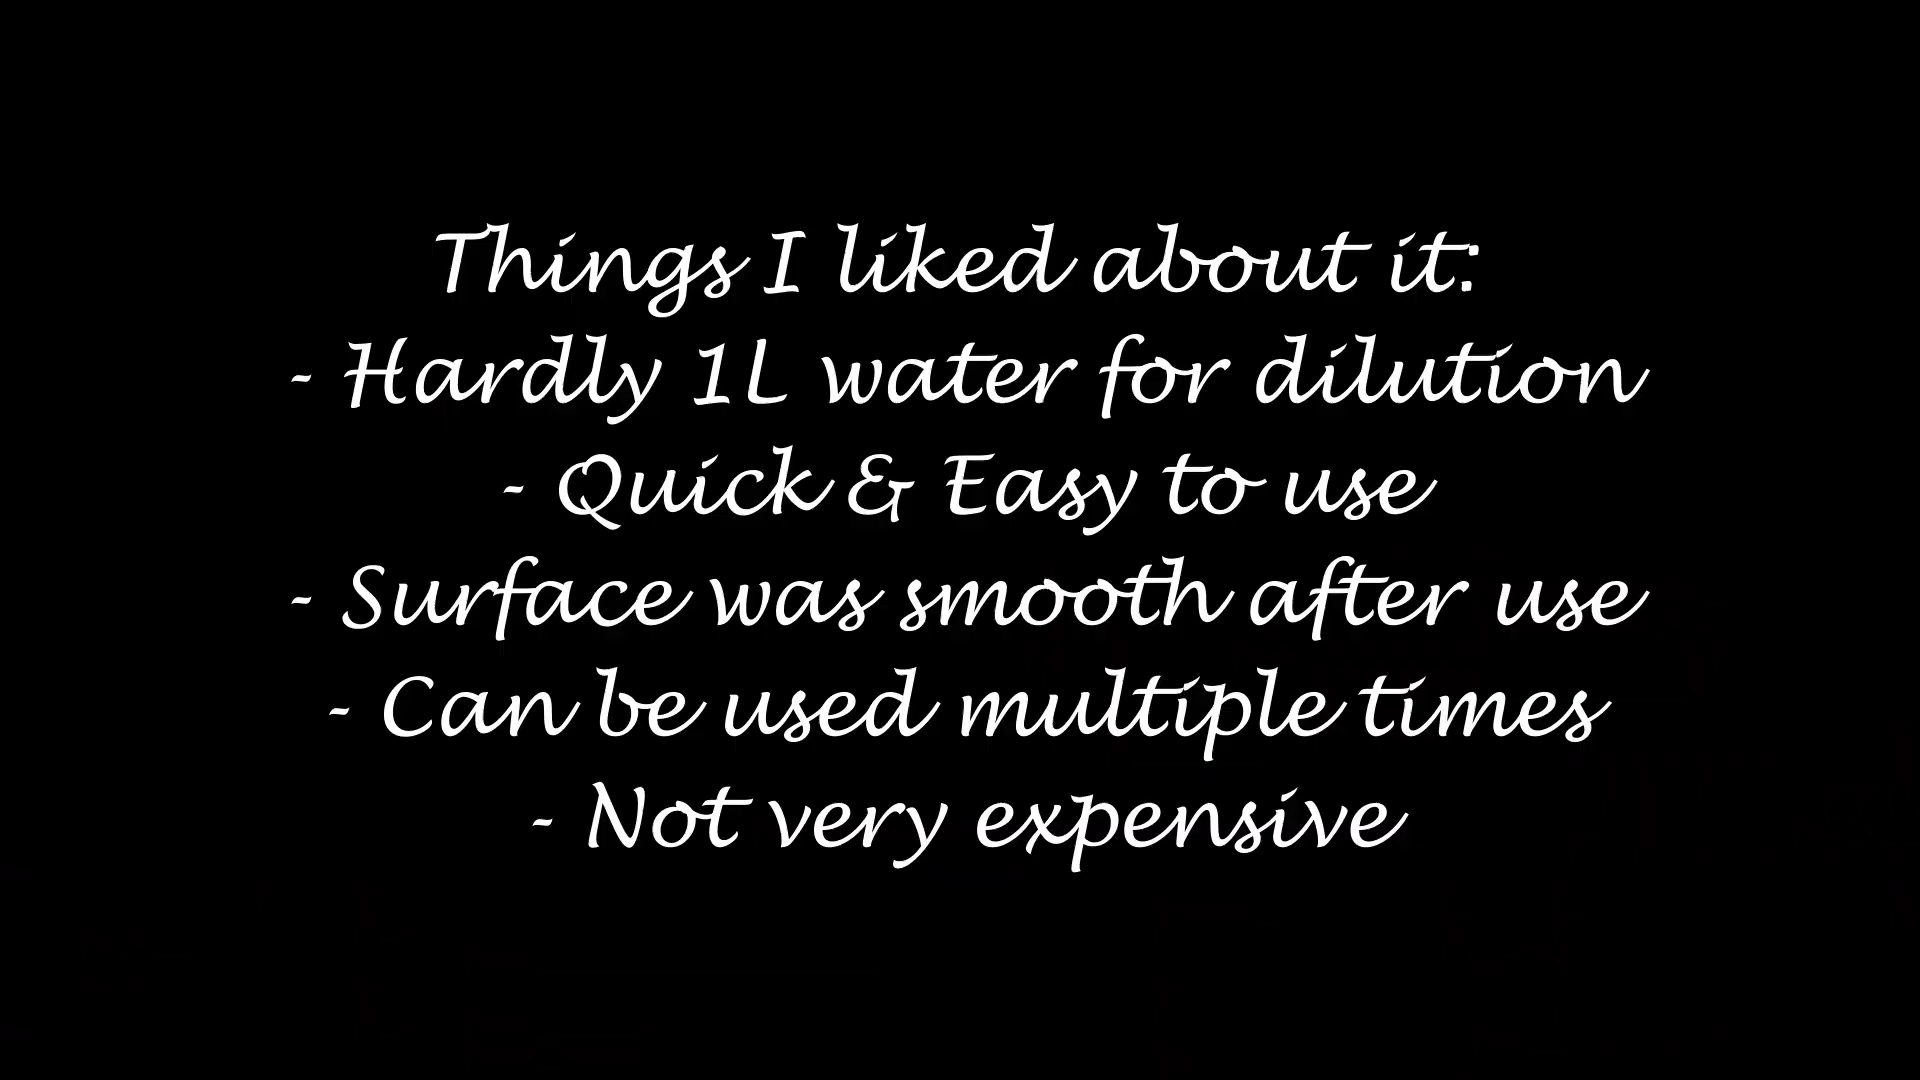 Things I liked about it:
- Hardly 1L water for dilution
- Quick & Easy to use
- Surface was smooth after use
- Can be used multiple times
- Not very expensive